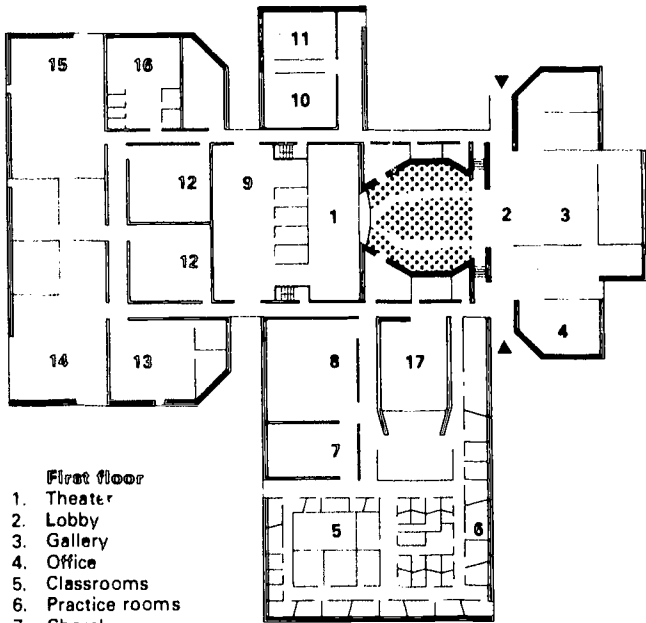 11
15
16
10
12
9
1
2
3
12
4
14
13
8
17
7
5
6
First floor
1. Theater
2. Lobby
3. Gallery
4. Office
5. Classrooms
6. Practice rooms